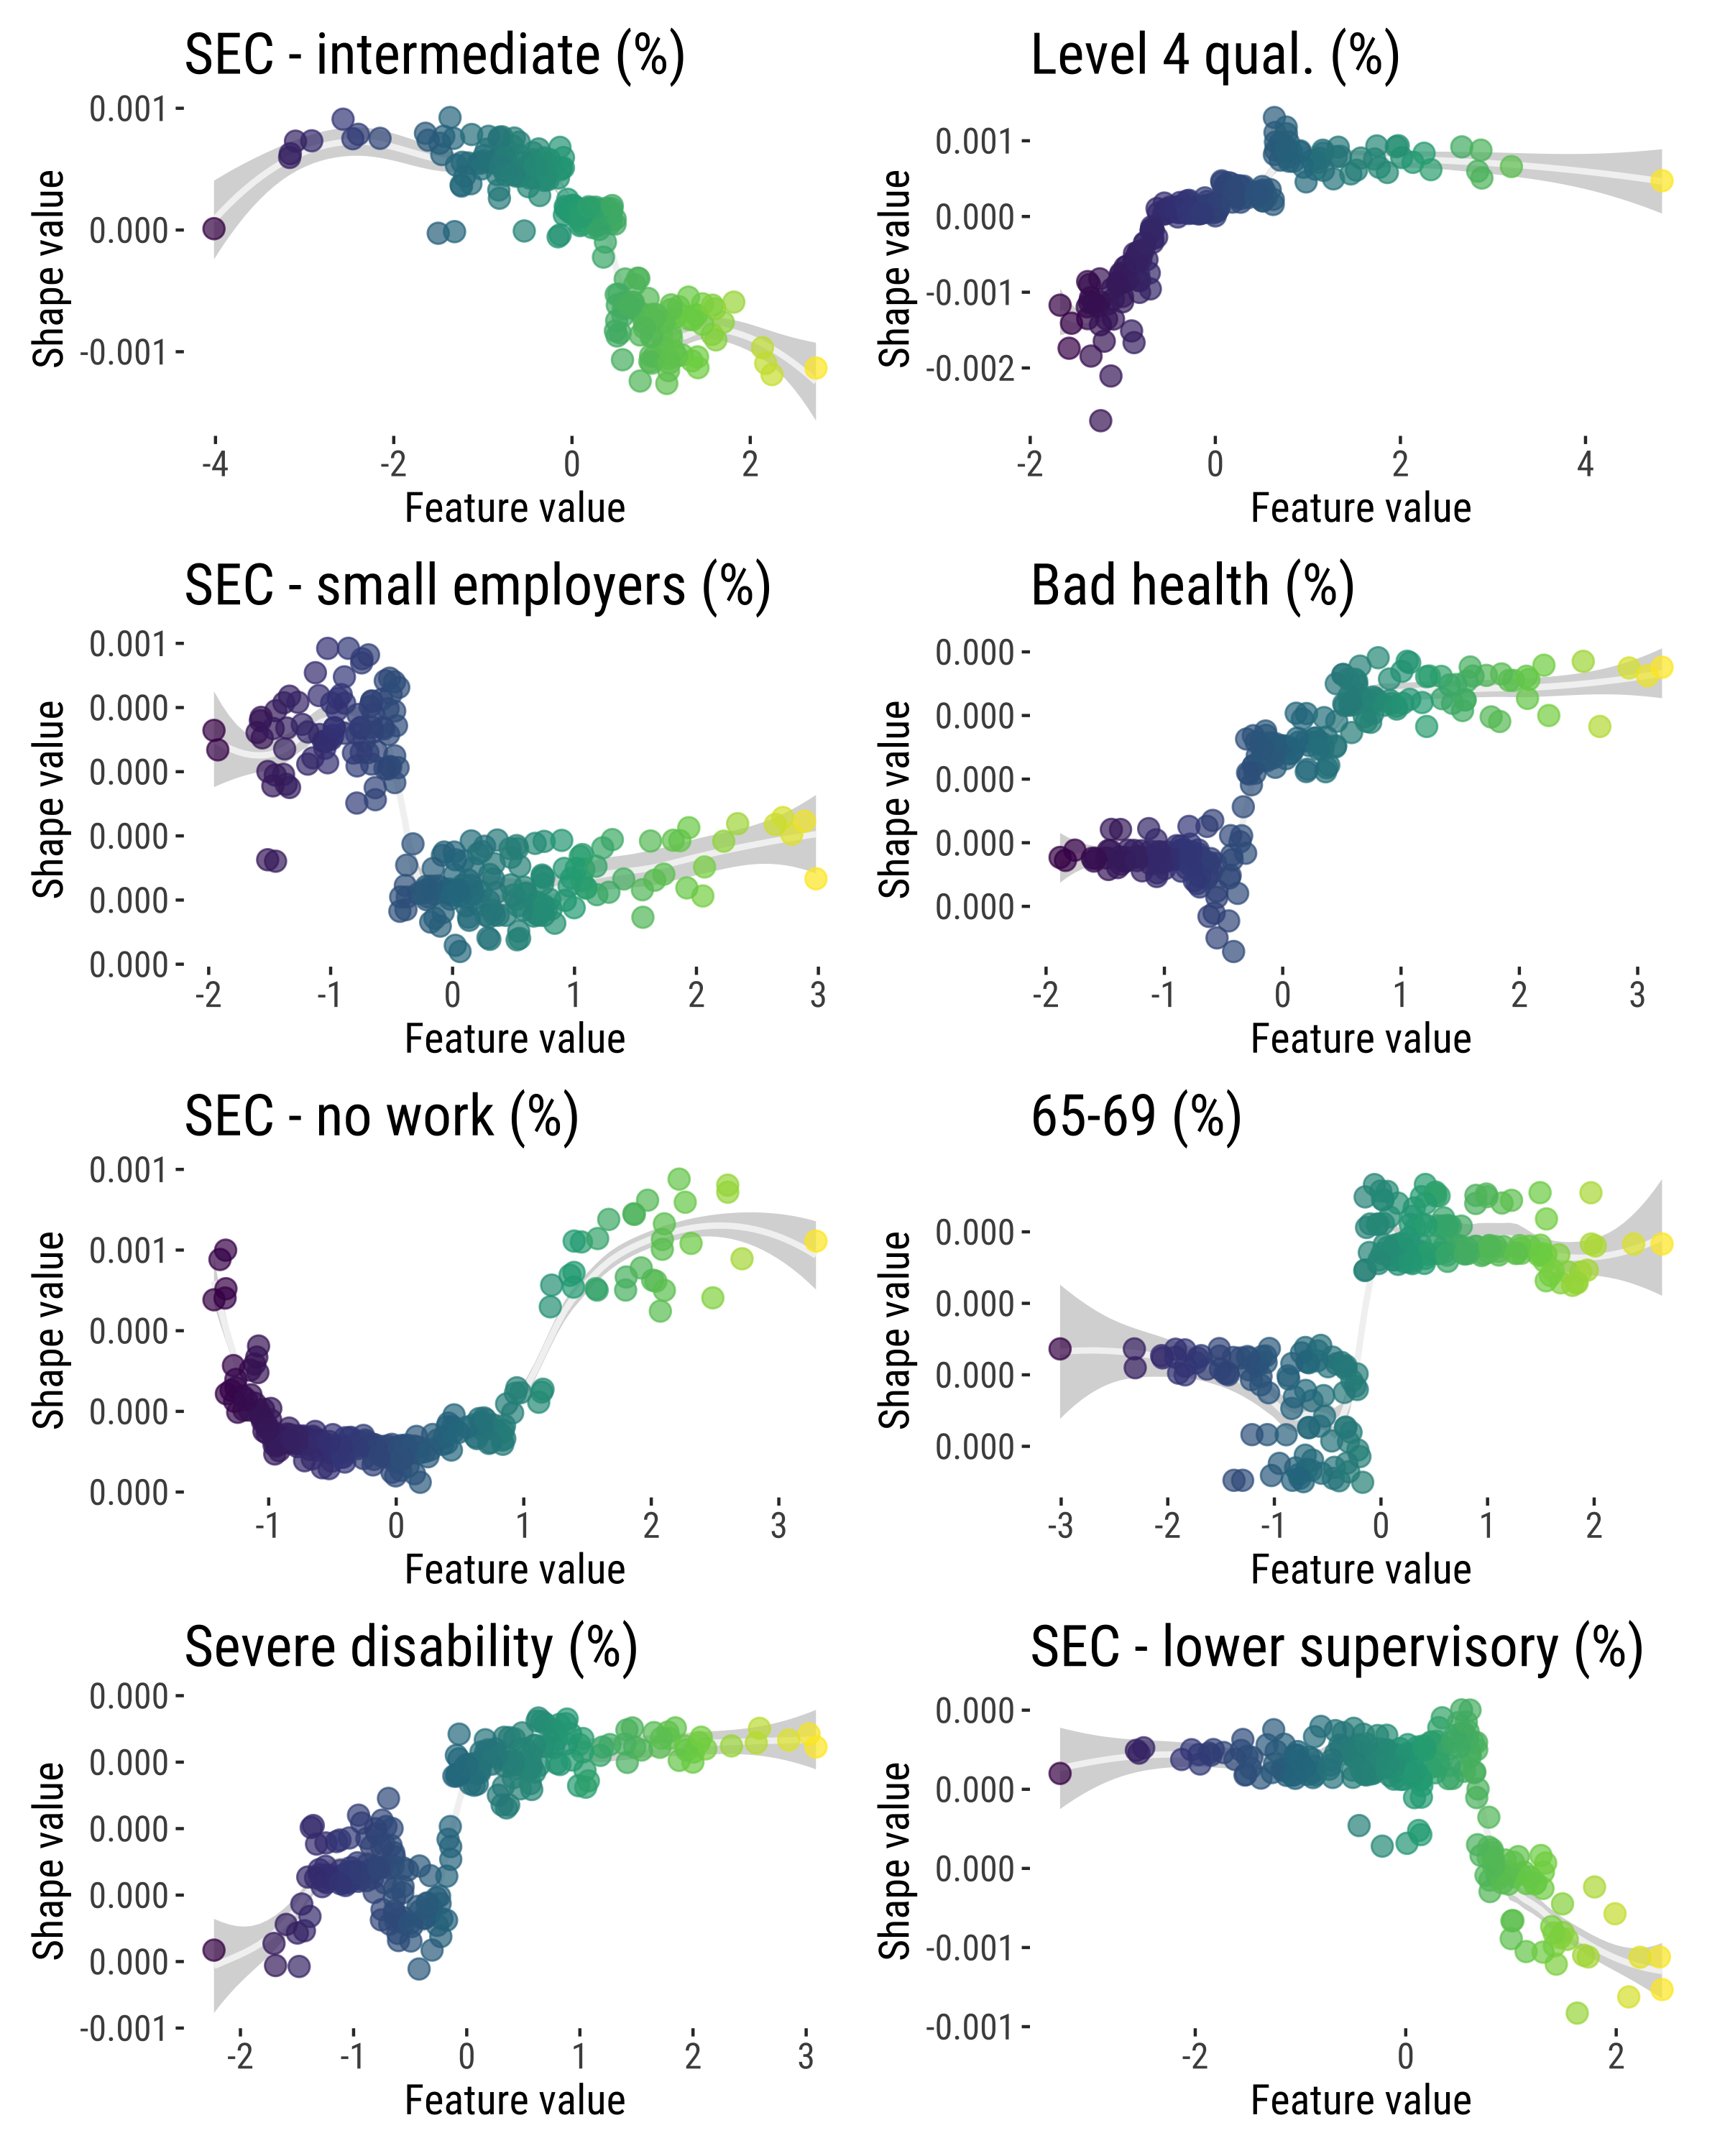 SEC - intermediate (%)
0.001
0.000
-0.001
Shape value
-4 -2 0 2
Feature value
Level 4 qual. (%)
0.001
0.000
-0.001
-0.002
Shape value
-2 0 2 4
Feature value
SEC - small employers (%)
0.001
0.000
0.000
0.000
0.000
0.000
Shape value
-2 -1 0 1 2 3
Feature value
Bad health (%)
0.000
0.000
0.000
0.000
0.000
Shape value
-2 -1 0 1 2 3
Feature value
SEC - no work (%)
0.001
0.001
0.000
0.000
0.000
Shape value
-1 0 1 2 3
Feature value
65-69 (%)
0.000
0.000
0.000
0.000
Shape value
-3 -2 -1 0 1 2
Feature value
Severe disability (%)
0.000
0.000
0.000
0.000
0.000
-0.001
Shape value
-2 -1 0 1 2 3
Feature value
SEC - lower supervisory (%)
0.000
0.000
0.000
-0.001
-0.001
Shape value
-2 0 2
Feature value